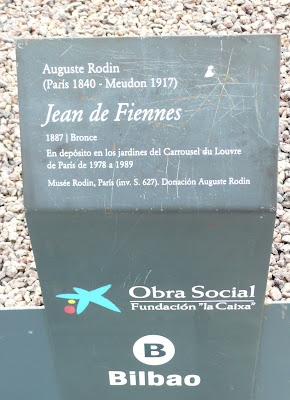 Auguste Rodin
(París 1840 - Meudon 1917)
Jean de Fiennes
1887 | Bronce
En depósito en los jardines del Carrousel du Louvre
de París de 1978 a 1989
Musée Rodin, París (inv. S. 627). Donación Auguste Rodin
Obra Social
Fundación "la Caixa"
B
Bilbao